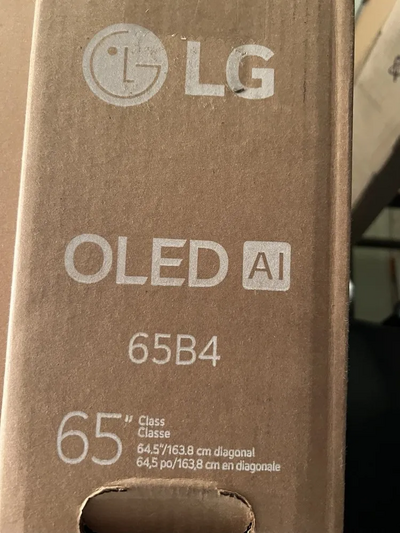 LG
OLED AI
65B4
65" Class
Classe
64.5"/163.8 cm diagonal
64,5 po/163,8 cm en diagonale